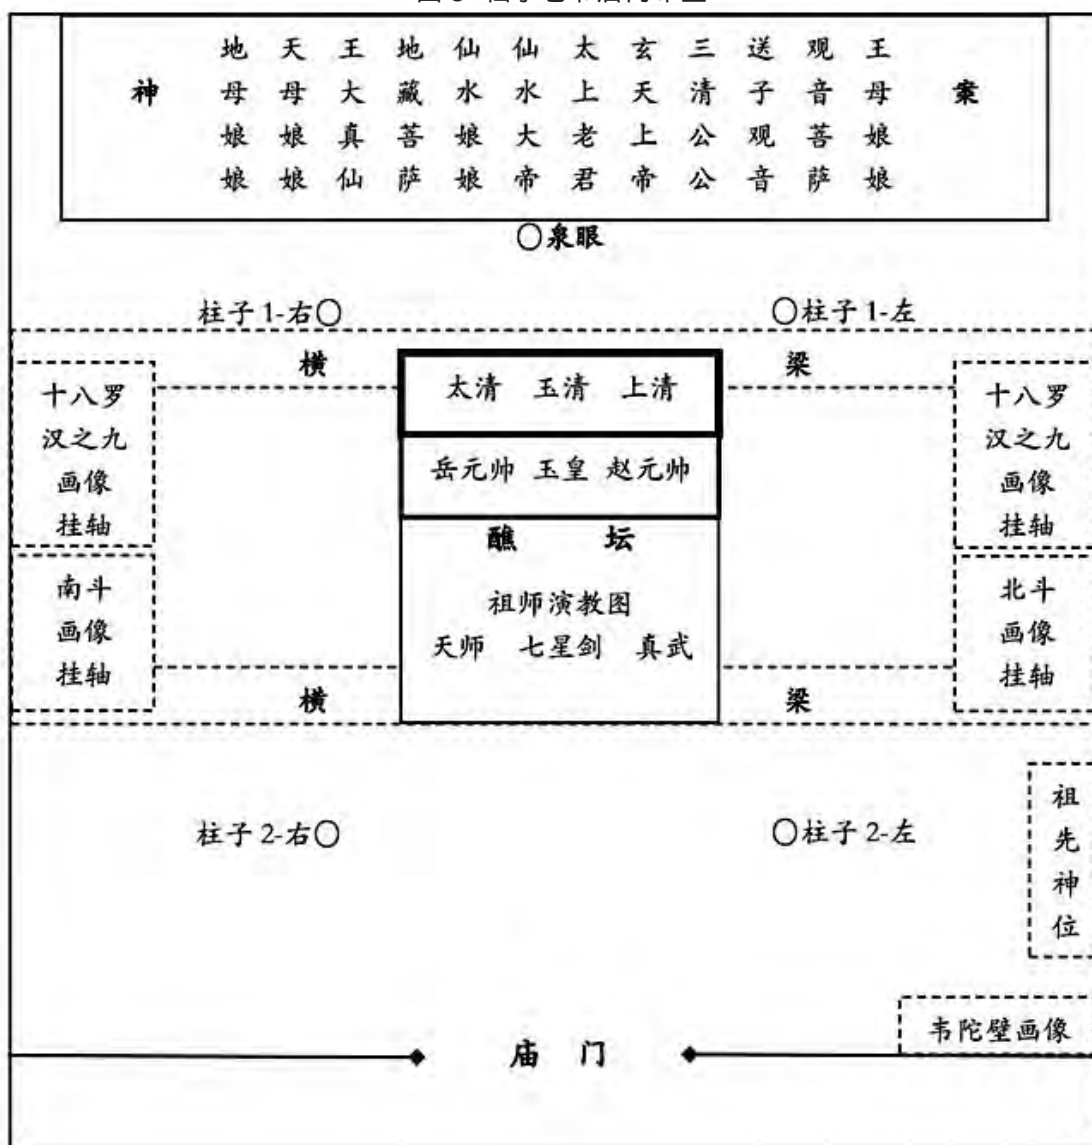 神
地母娘娘
天母娘娘
王大真仙
地藏菩萨
仙水娘娘
仙水大帝
太上老君
玄天上帝
三清公公
送子观音
观音菩萨
王母娘娘
案
〇泉眼
柱子1-右〇
〇柱子1-左
横
梁
十八罗
汉之九
画像
挂轴
太清 玉清 上清
岳元帅 玉皇 赵元帅
醮 坛
祖师演教图
天师 七星剑 真武
十八罗
汉之九
画像
挂轴
南斗
画像
挂轴
北斗
画像
挂轴
横
梁
柱子2-右〇
〇柱子2-左
祖先神位
韦陀壁画像
庙 门